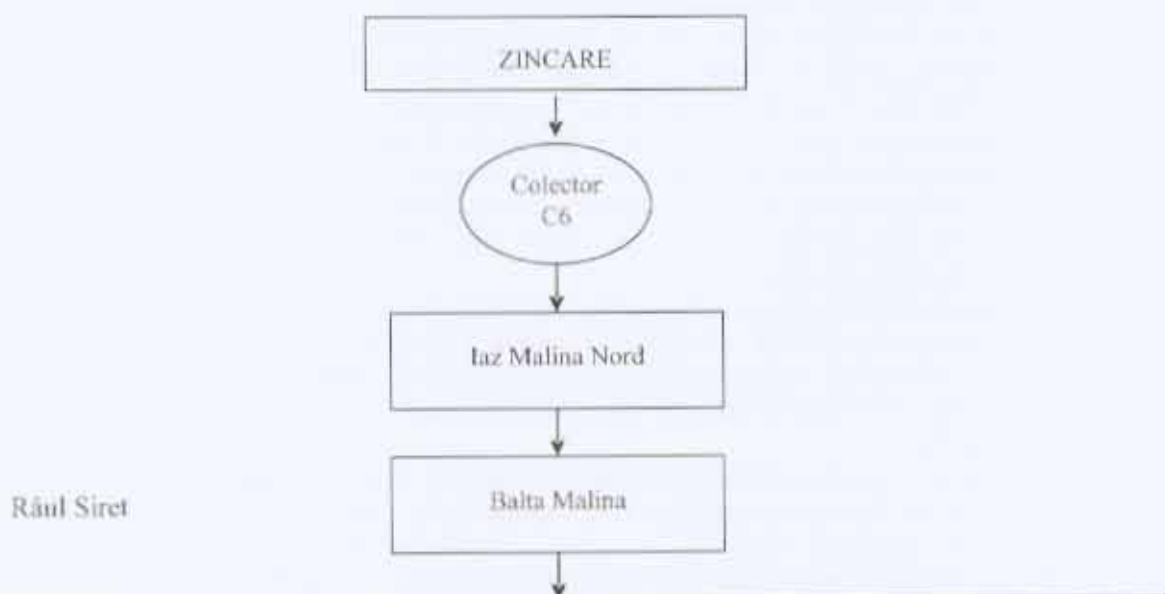 ZINCARE
Colector
C6
Iaz Malina Nord
Balta Malina
Râul Siret